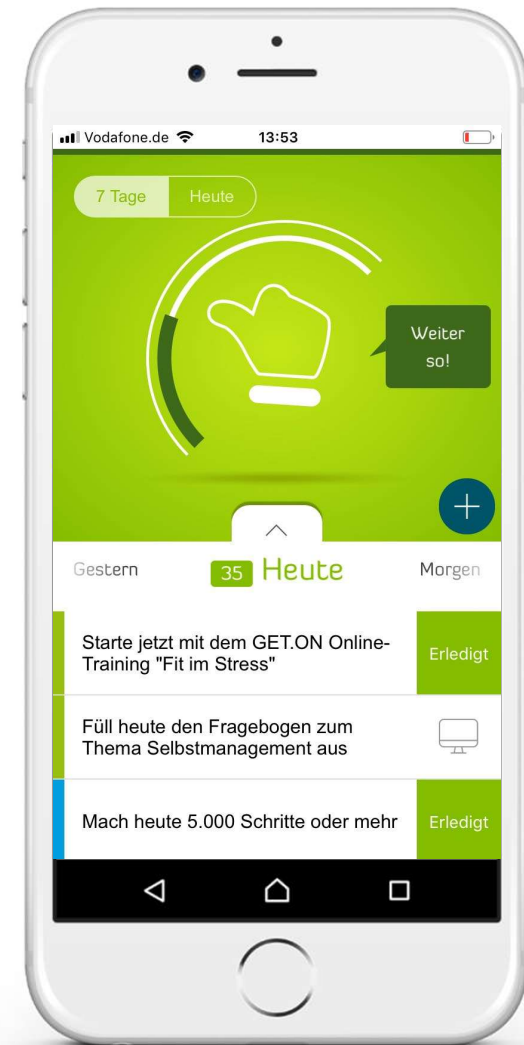 Vodafone.de
13:53
7 Tage
Heute
Weiter
so!
Gestern
35 Heute
Morgen
Starte jetzt mit dem GET.ON Online-
Training "Fit im Stress"
Erledigt
Füll heute den Fragebogen zum
Thema Selbstmanagement aus
Mach heute 5.000 Schritte oder mehr
Erledigt